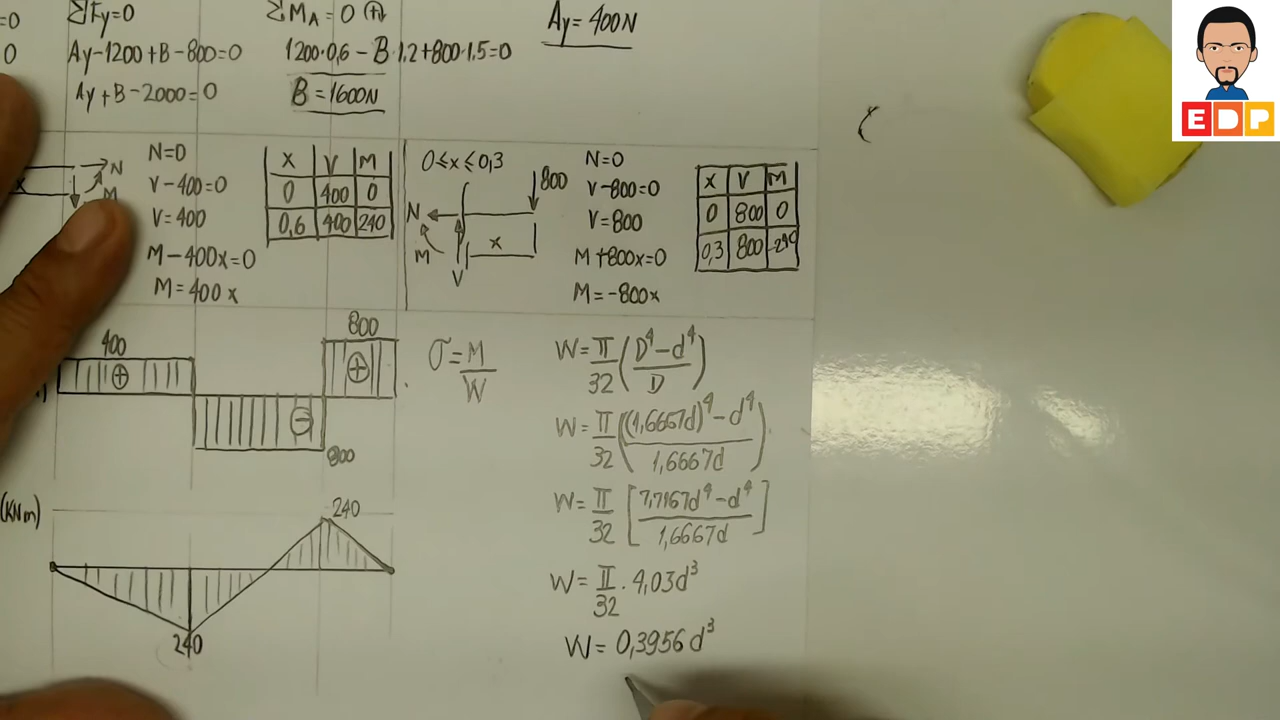 =0
0
ΣFy=0
Ay-1200+B-800=0
Ay+B-2000=0
ΣM_A=0 (+)
1200·0,6-B·1,2+800·1,5=0
B=1600N
Ay=400N
EDP
N
M
x
N=0
V-400=0
V=400
M-400x=0
M=400x
X V M
0 400 0
0,6 400 240
0≤x≤0,3
800
N
M
V
x
N=0
V-800=0
V=800
M+800x=0
M=-800x
X V M
0 800 0
0,3 800 -240
400
+
-
800
+
800
(KNm)
240
240
σ=M/W
W=π/32(D⁴-d⁴/D)
W=π/32((1,6667d)⁴-d⁴/1,6667d)
W=π/32[7,7167d⁴-d⁴/1,6667d]
W=π/32·4,03d³
W=0,3956d³